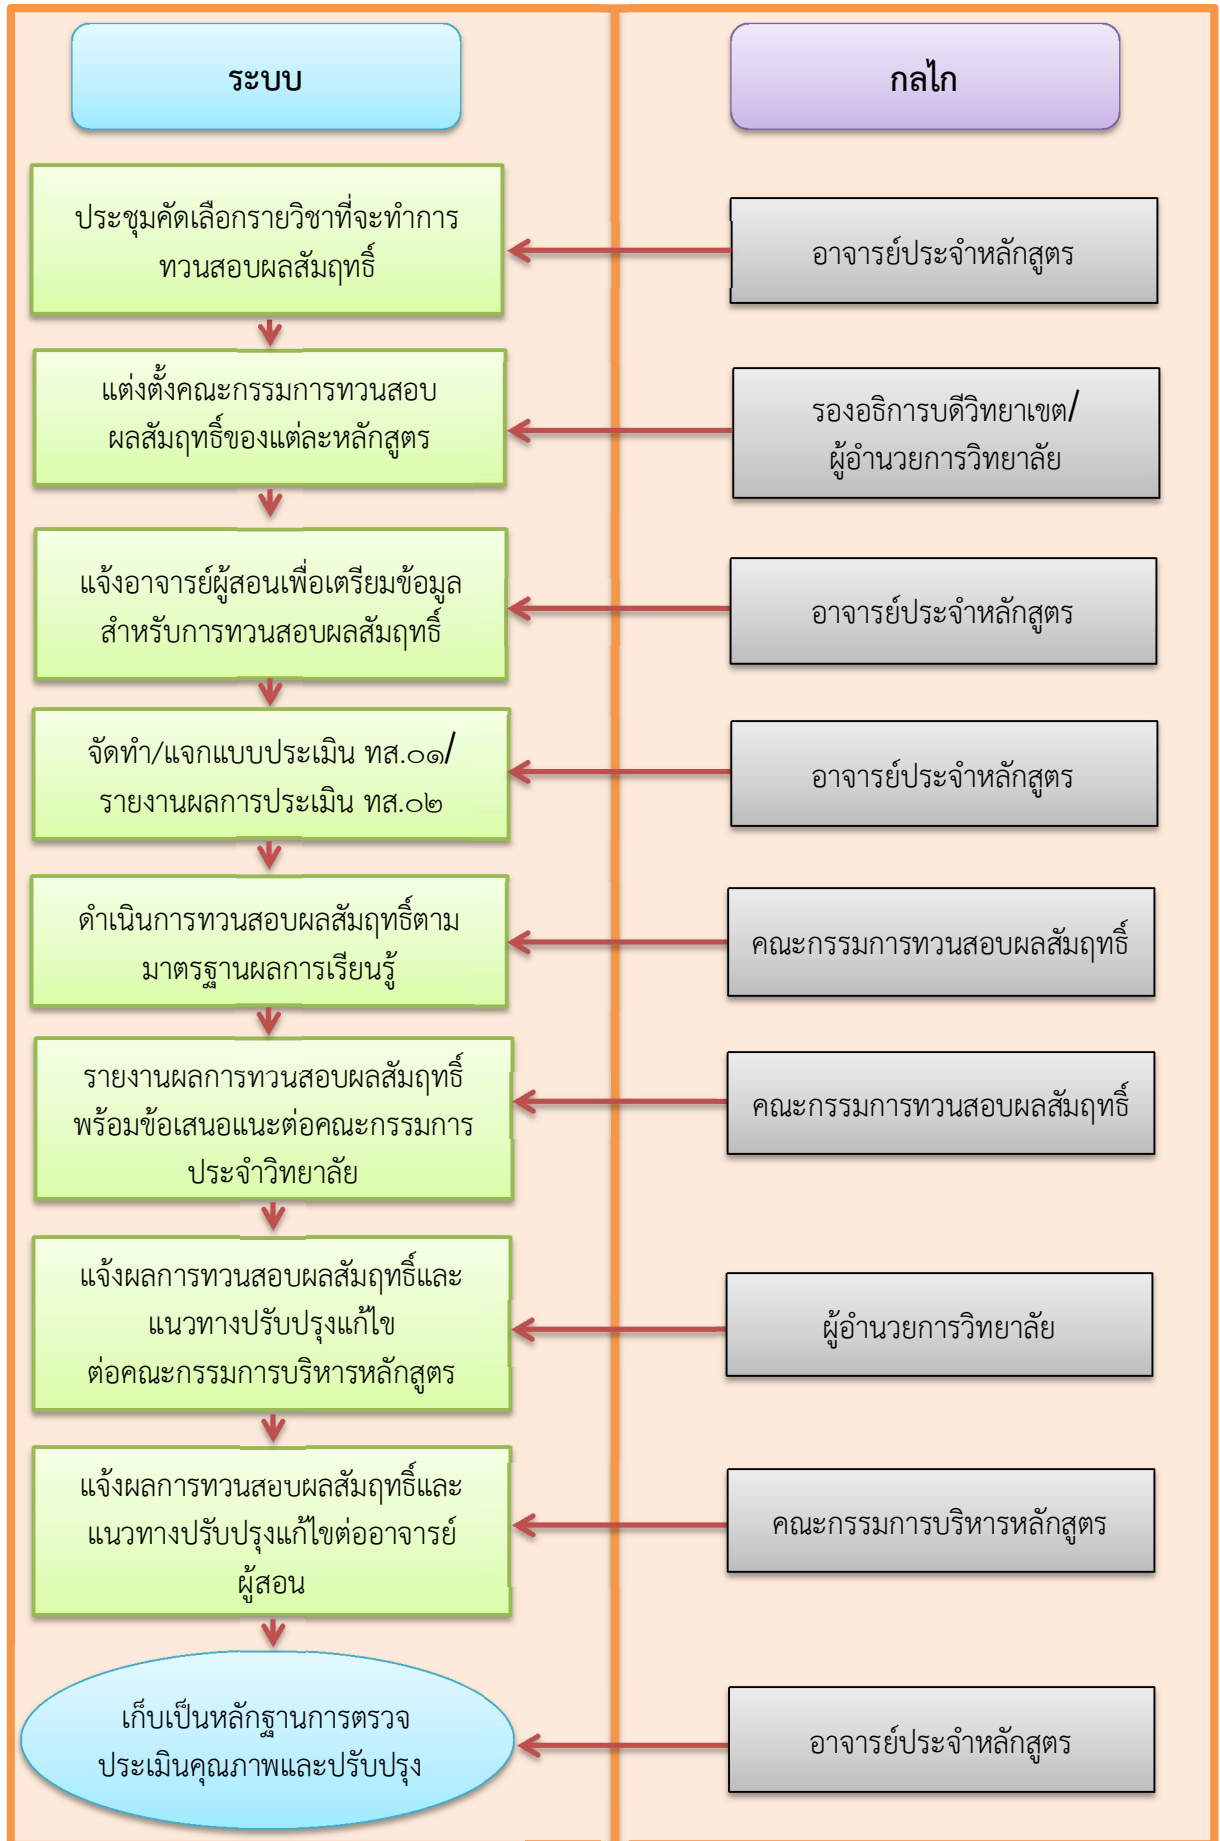 ระบบ
กลไก
ประชุมคัดเลือกรายวิชาที่จะทำการ
ทวนสอบผลสัมฤทธิ์
อาจารย์ประจำหลักสูตร
แต่งตั้งคณะกรรมการทวนสอบ
ผลสัมฤทธิ์ของแต่ละหลักสูตร
รองอธิการบดีวิทยาเขต/
ผู้อำนวยการวิทยาลัย
แจ้งอาจารย์ผู้สอนเพื่อเตรียมข้อมูล
สำหรับการทวนสอบผลสัมฤทธิ์
อาจารย์ประจำหลักสูตร
จัดทำ/แจกแบบประเมิน ทส.๐๑/
รายงานผลการประเมิน ทส.๐๒
อาจารย์ประจำหลักสูตร
ดำเนินการทวนสอบผลสัมฤทธิ์ตาม
มาตรฐานผลการเรียนรู้
คณะกรรมการทวนสอบผลสัมฤทธิ์
รายงานผลการทวนสอบผลสัมฤทธิ์
พร้อมข้อเสนอแนะต่อคณะกรรมการ
ประจำวิทยาลัย
คณะกรรมการทวนสอบผลสัมฤทธิ์
แจ้งผลการทวนสอบผลสัมฤทธิ์และ
แนวทางปรับปรุงแก้ไข
ต่อคณะกรรมการบริหารหลักสูตร
ผู้อำนวยการวิทยาลัย
แจ้งผลการทวนสอบผลสัมฤทธิ์และ
แนวทางปรับปรุงแก้ไขต่ออาจารย์
ผู้สอน
คณะกรรมการบริหารหลักสูตร
เก็บเป็นหลักฐานการตรวจ
ประเมินคุณภาพและปรับปรุง
อาจารย์ประจำหลักสูตร